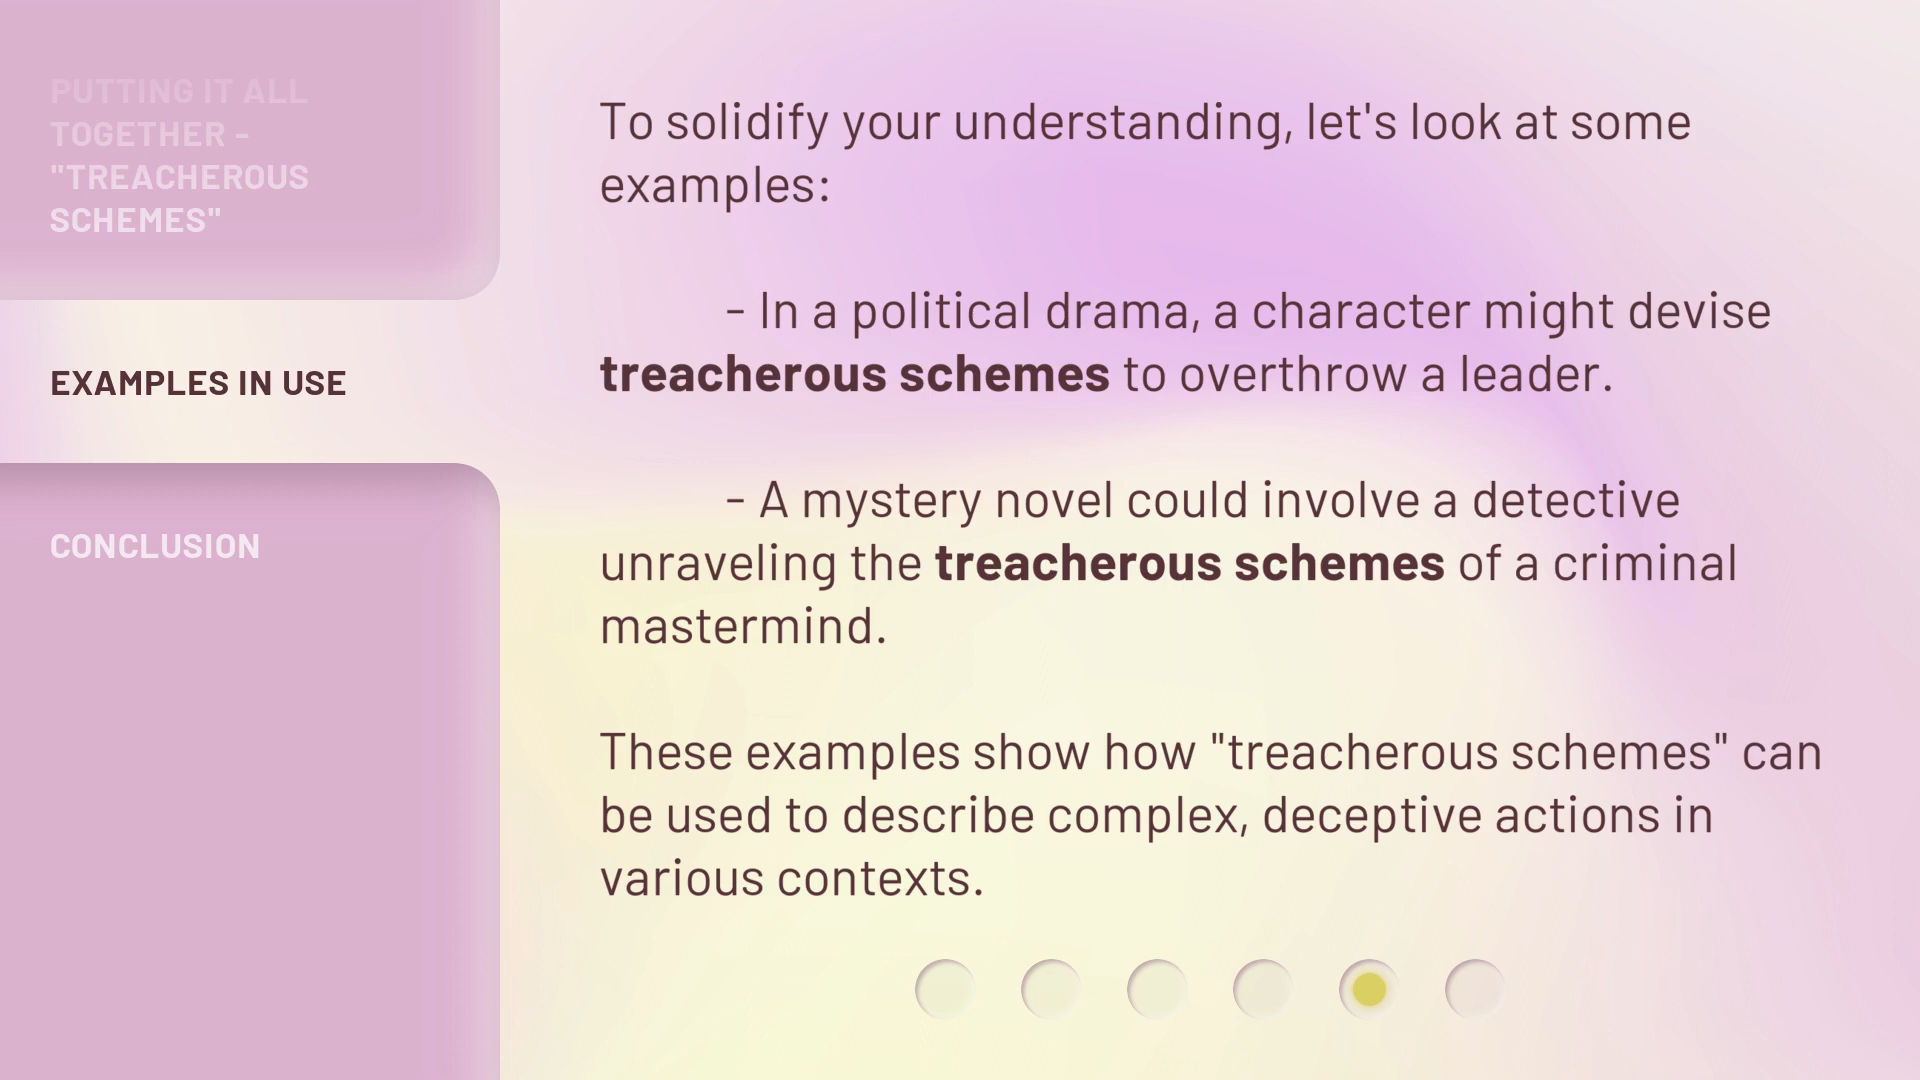 PUTTING IT ALL
TOGETHER -
"TREACHEROUS
SCHEMES"
EXAMPLES IN USE
CONCLUSION
To solidify your understanding, let's look at some
examples:
- In a political drama, a character might devise
treacherous schemes to overthrow a leader.
- A mystery novel could involve a detective
unraveling the treacherous schemes of a criminal
mastermind.
These examples show how "treacherous schemes" can
be used to describe complex, deceptive actions in
various contexts.